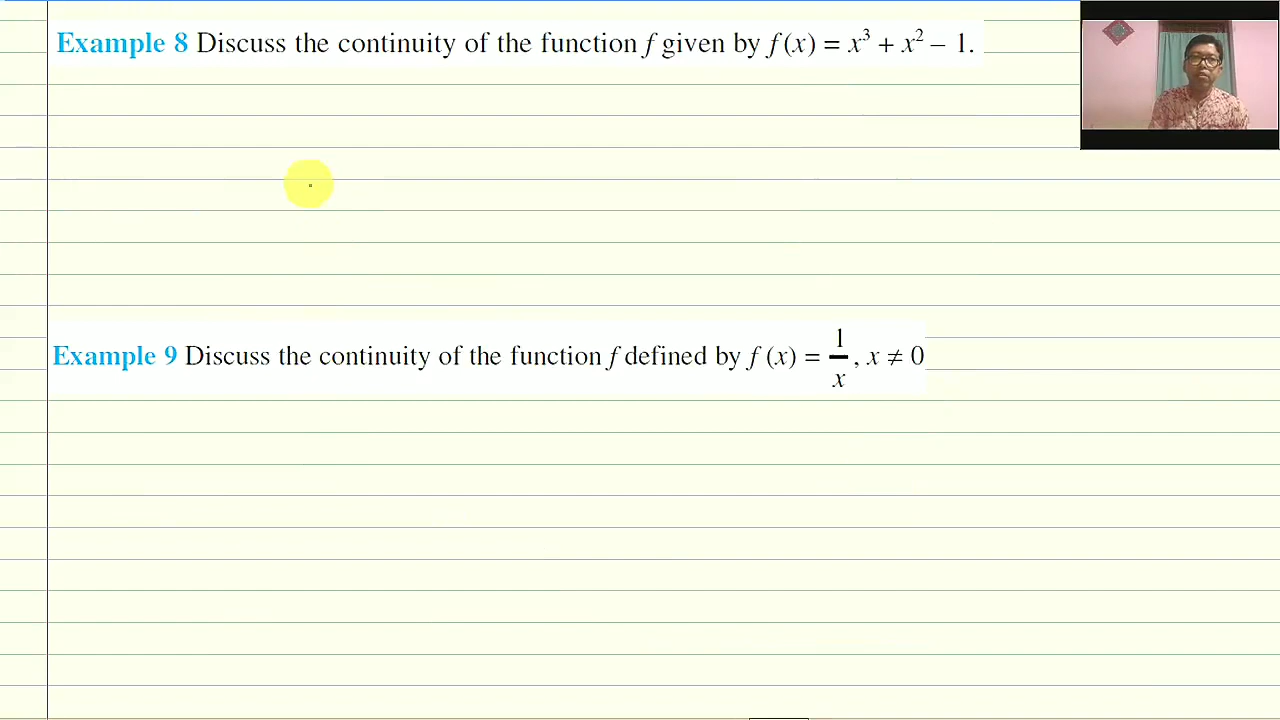 Example 8 Discuss the continuity of the function f given by f(x) = x³ + x² – 1.
Example 9 Discuss the continuity of the function f defined by f (x) = 1/x , x ≠ 0